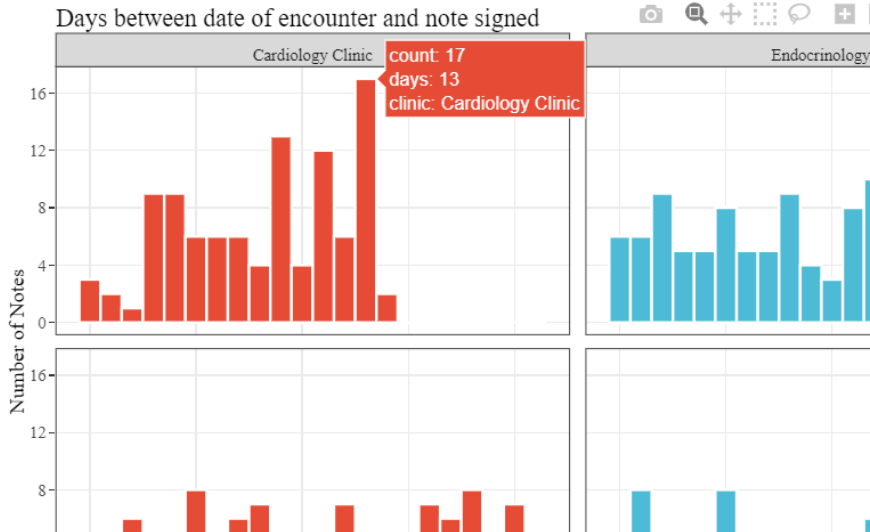 Days between date of encounter and note signed
Cardiology Clinic
Endocrinology
count: 17
days: 13
clinic: Cardiology Clinic
16
12
8
4
0
Number of Notes
16
12
8